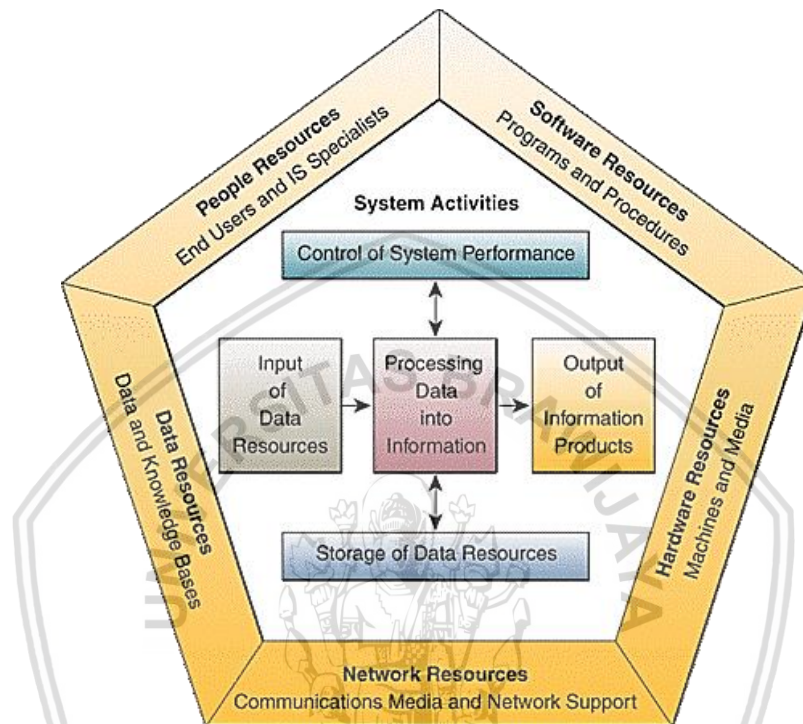 People Resources
End Users and IS Specialists
Software Resources
Programs and Procedures
System Activities
Control of System Performance
Input
of
Data
Resources
Processing
Data
into
Information
Output
of
Information
Products
Storage of Data Resources
Data Resources
Data and Knowledge Bases
Hardware Resources
Machines and Media
Network Resources
Communications Media and Network Support
UNIVERSITAS BRAWIJAYA